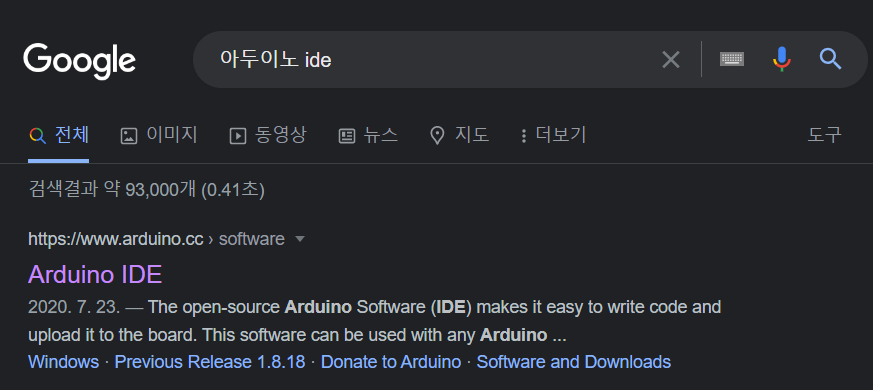 Google 아두이노 ide
전체 이미지 동영상 뉴스 지도 더보기 도구
검색결과 약 93,000개 (0.41초)
https://www.arduino.cc › software
Arduino IDE
2020. 7. 23. — The open-source Arduino Software (IDE) makes it easy to write code and
upload it to the board. This software can be used with any Arduino ...
Windows · Previous Release 1.8.18 · Donate to Arduino · Software and Downloads